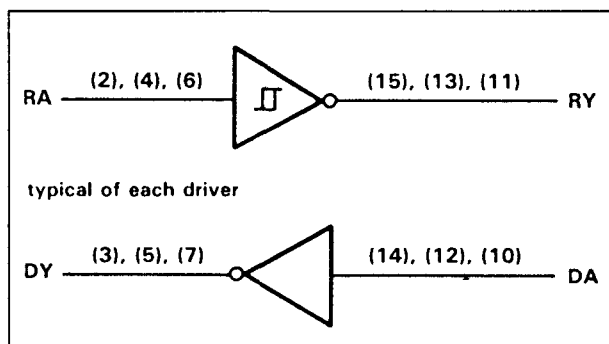 (2), (4), (6) (15), (13), (11)
RA RY
typical of each driver
(3), (5), (7) (14), (12), (10)
DY DA